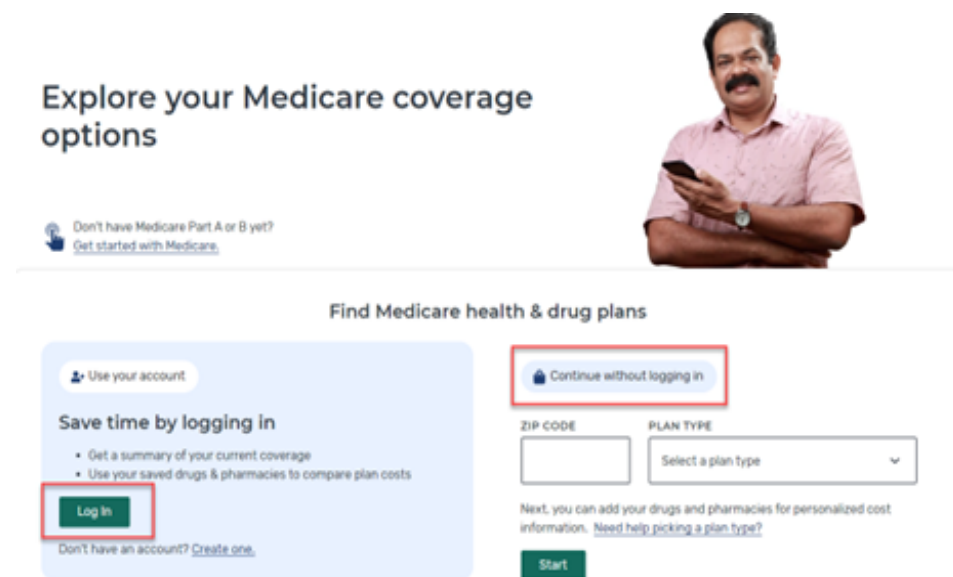 Explore your Medicare coverage
options
Don't have Medicare Part A or B yet?
Get started with Medicare.
Find Medicare health & drug plans
Use your account
Save time by logging in
• Get a summary of your current coverage
• Use your saved drugs & pharmacies to compare plan costs
Log In
Don't have an account? Create one.
Continue without logging in
ZIP CODE
PLAN TYPE
Select a plan type
Next, you can add your drugs and pharmacies for personalized cost
information. Need help picking a plan type?
Start